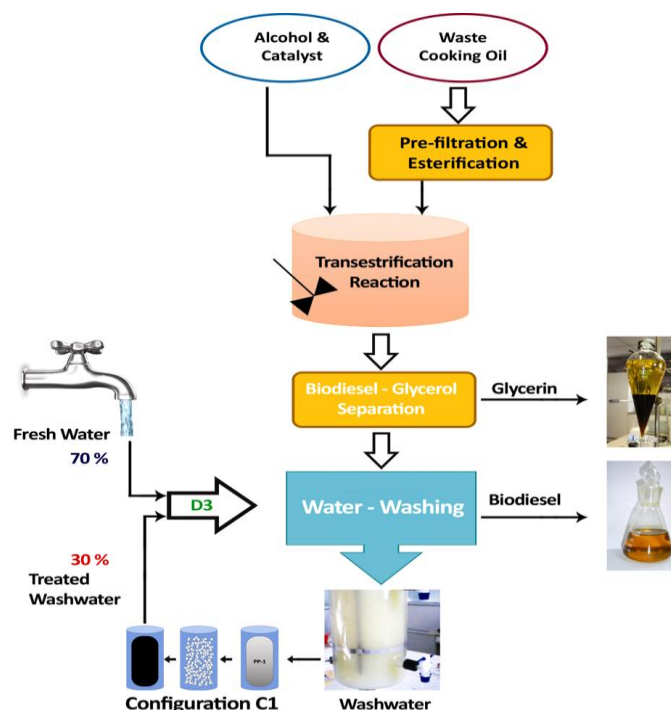 Alcohol &
Catalyst
Waste
Cooking Oil
Pre-filtration &
Esterification
Transestrification
Reaction
Biodiesel - Glycerol
Separation
Glycerin
Fresh Water
70 %
D3
Water - Washing
Biodiesel
30 %
Treated
Washwater
PP-1
Configuration C1
Washwater